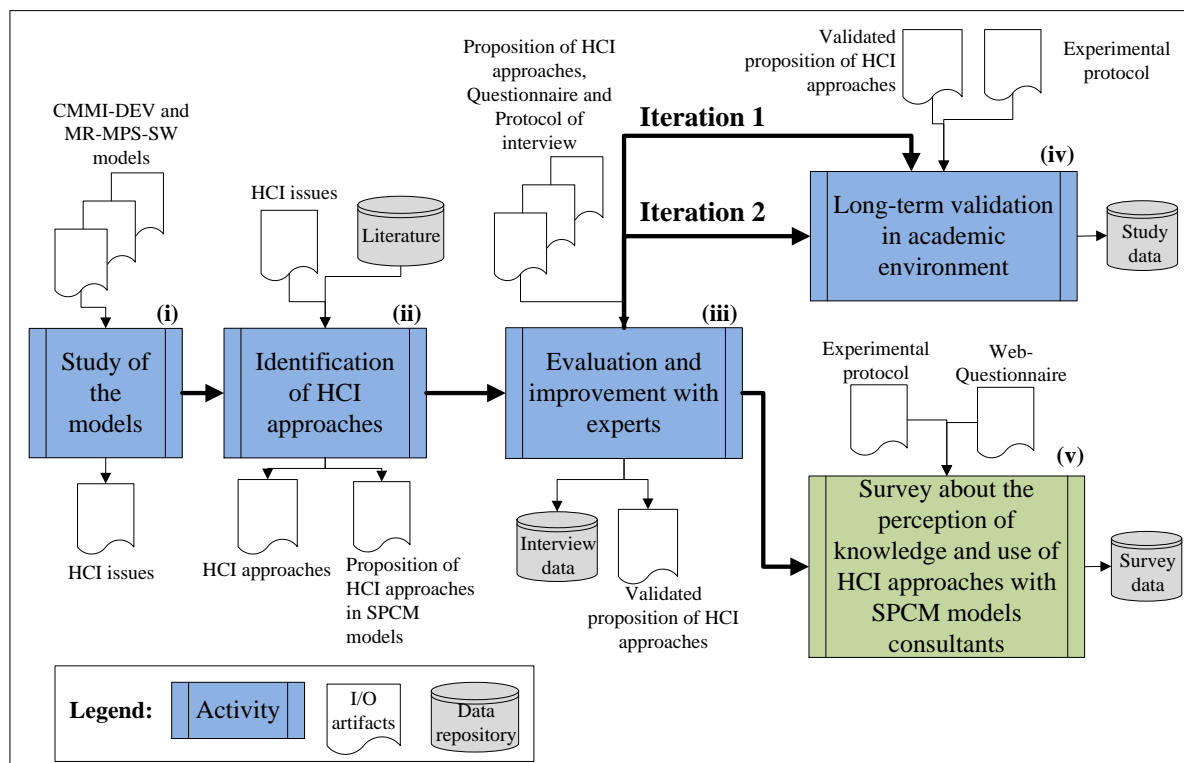 CMMI-DEV and
MR-MPS-SW
models
(i)
Study of
the
models
HCI issues
HCI issues
Literature
(ii)
Identification
of HCI
approaches
HCI approaches
Proposition of
HCI approaches
in SPCM
models
Proposition of HCI
approaches,
Questionnaire and
Protocol of
interview
(iii)
Evaluation and
improvement with
experts
Interview
data
Validated
proposition of HCI
approaches
Iteration 1
Iteration 2
Validated
proposition of HCI
approaches
Experimental
protocol
(iv)
Long-term validation
in academic
environment
Study
data
Experimental
protocol
Web-
Questionnaire
(v)
Survey about the
perception of
knowledge and use of
HCI approaches with
SPCM models
consultants
Survey
data
Legend:
Activity
I/O
artifacts
Data
repository